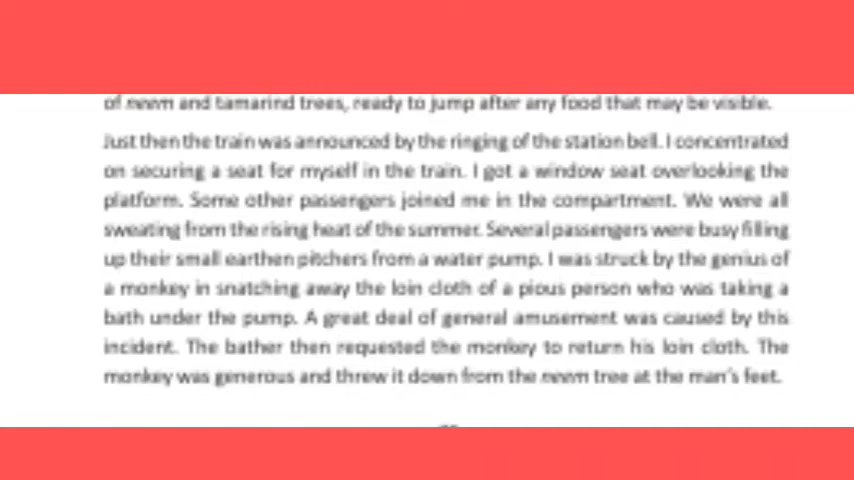 of neem and tamarind trees, ready to jump after any food that may be visible.
Just then the train was announced by the ringing of the station bell. I concentrated
on securing a seat for myself in the train. I got a window seat overlooking the
platform. Some other passengers joined me in the compartment. We were all
sweating from the rising heat of the summer. Several passengers were busy filling
up their small earthen pitchers from a water pump. I was struck by the genius of
a monkey in snatching away the loin cloth of a pious person who was taking a
bath under the pump. A great deal of general amusement was caused by this
incident. The bather then requested the monkey to return his loin cloth. The
monkey was generous and threw it down from the neem tree at the man's feet.